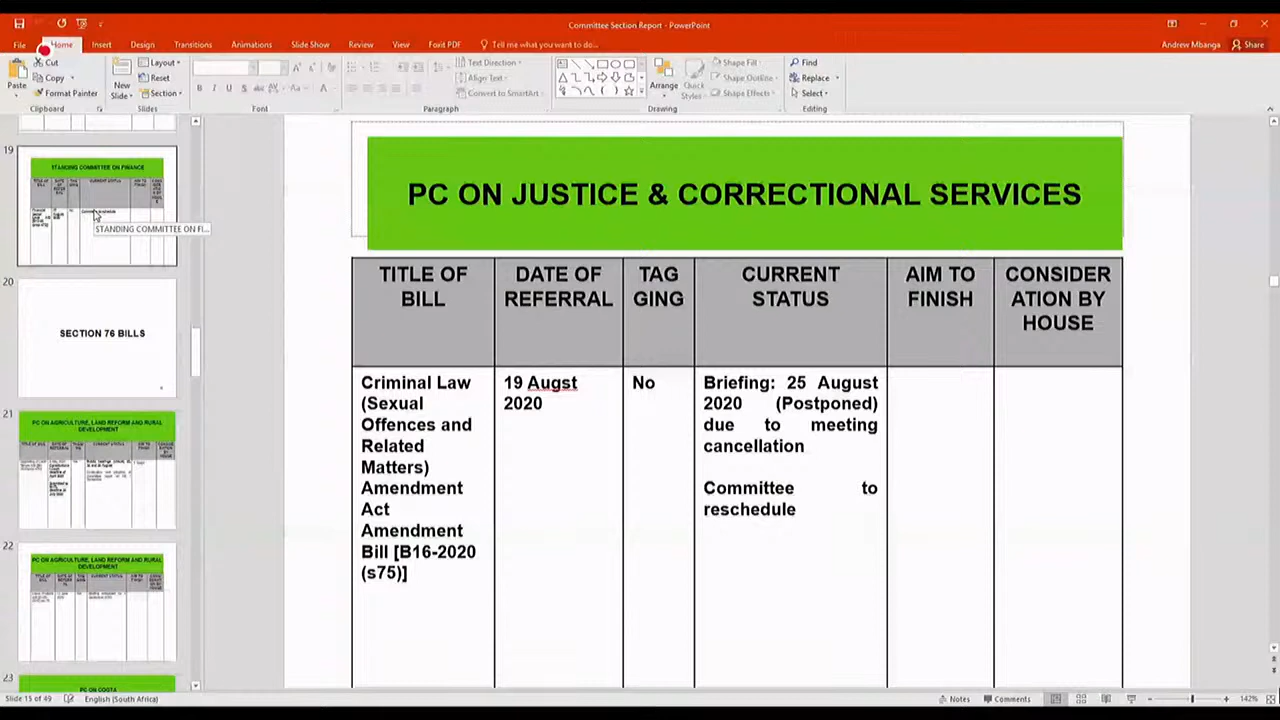 Committee Section Report - PowerPoint
File Home Insert Design Transitions Animations Slide Show Review View Foxit PDF Tell me what you want to do... Andrew Mbanga Share
Cut
Copy
Format Painter
Paste
Clipboard
New
Slide
Layout
Reset
Section
Slides
Font
Text Direction
Align Text
Convert to SmartArt
Paragraph
Arrange
Quick
Styles
Shape Fill
Shape Outline
Shape Effects
Drawing
Find
Replace
Select
Editing
19
STANDING COMMITTEE ON FINANCE
STANDING COMMITTEE ON FI...
20
SECTION 76 BILLS
21
PC ON AGRICULTURE, LAND REFORM AND RURAL
DEVELOPMENT
22
PC ON AGRICULTURE, LAND REFORM AND RURAL
DEVELOPMENT
23
PC ON COGTA
PC ON JUSTICE & CORRECTIONAL SERVICES
TITLE OF
BILL
DATE OF
REFERRAL
TAG
GING
CURRENT
STATUS
AIM TO
FINISH
CONSIDER
ATION BY
HOUSE
Criminal Law
(Sexual
Offences and
Related
Matters)
Amendment
Act
Amendment
Bill [B16-2020
(s75)]
19 Augst
2020
No
Briefing: 25 August
2020 (Postponed)
due to meeting
cancellation
Committee to
reschedule
Slide 15 of 49 English (South Africa) Notes Comments 142%